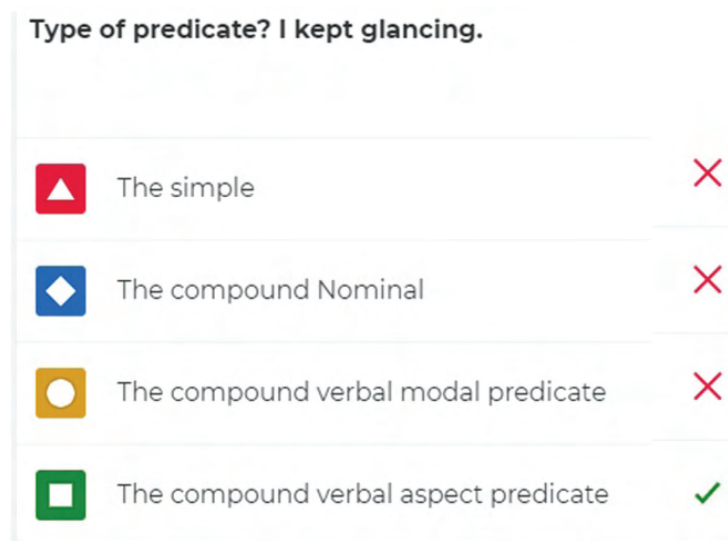 Type of predicate? I kept glancing.
The simple
The compound Nominal
The compound verbal modal predicate
The compound verbal aspect predicate